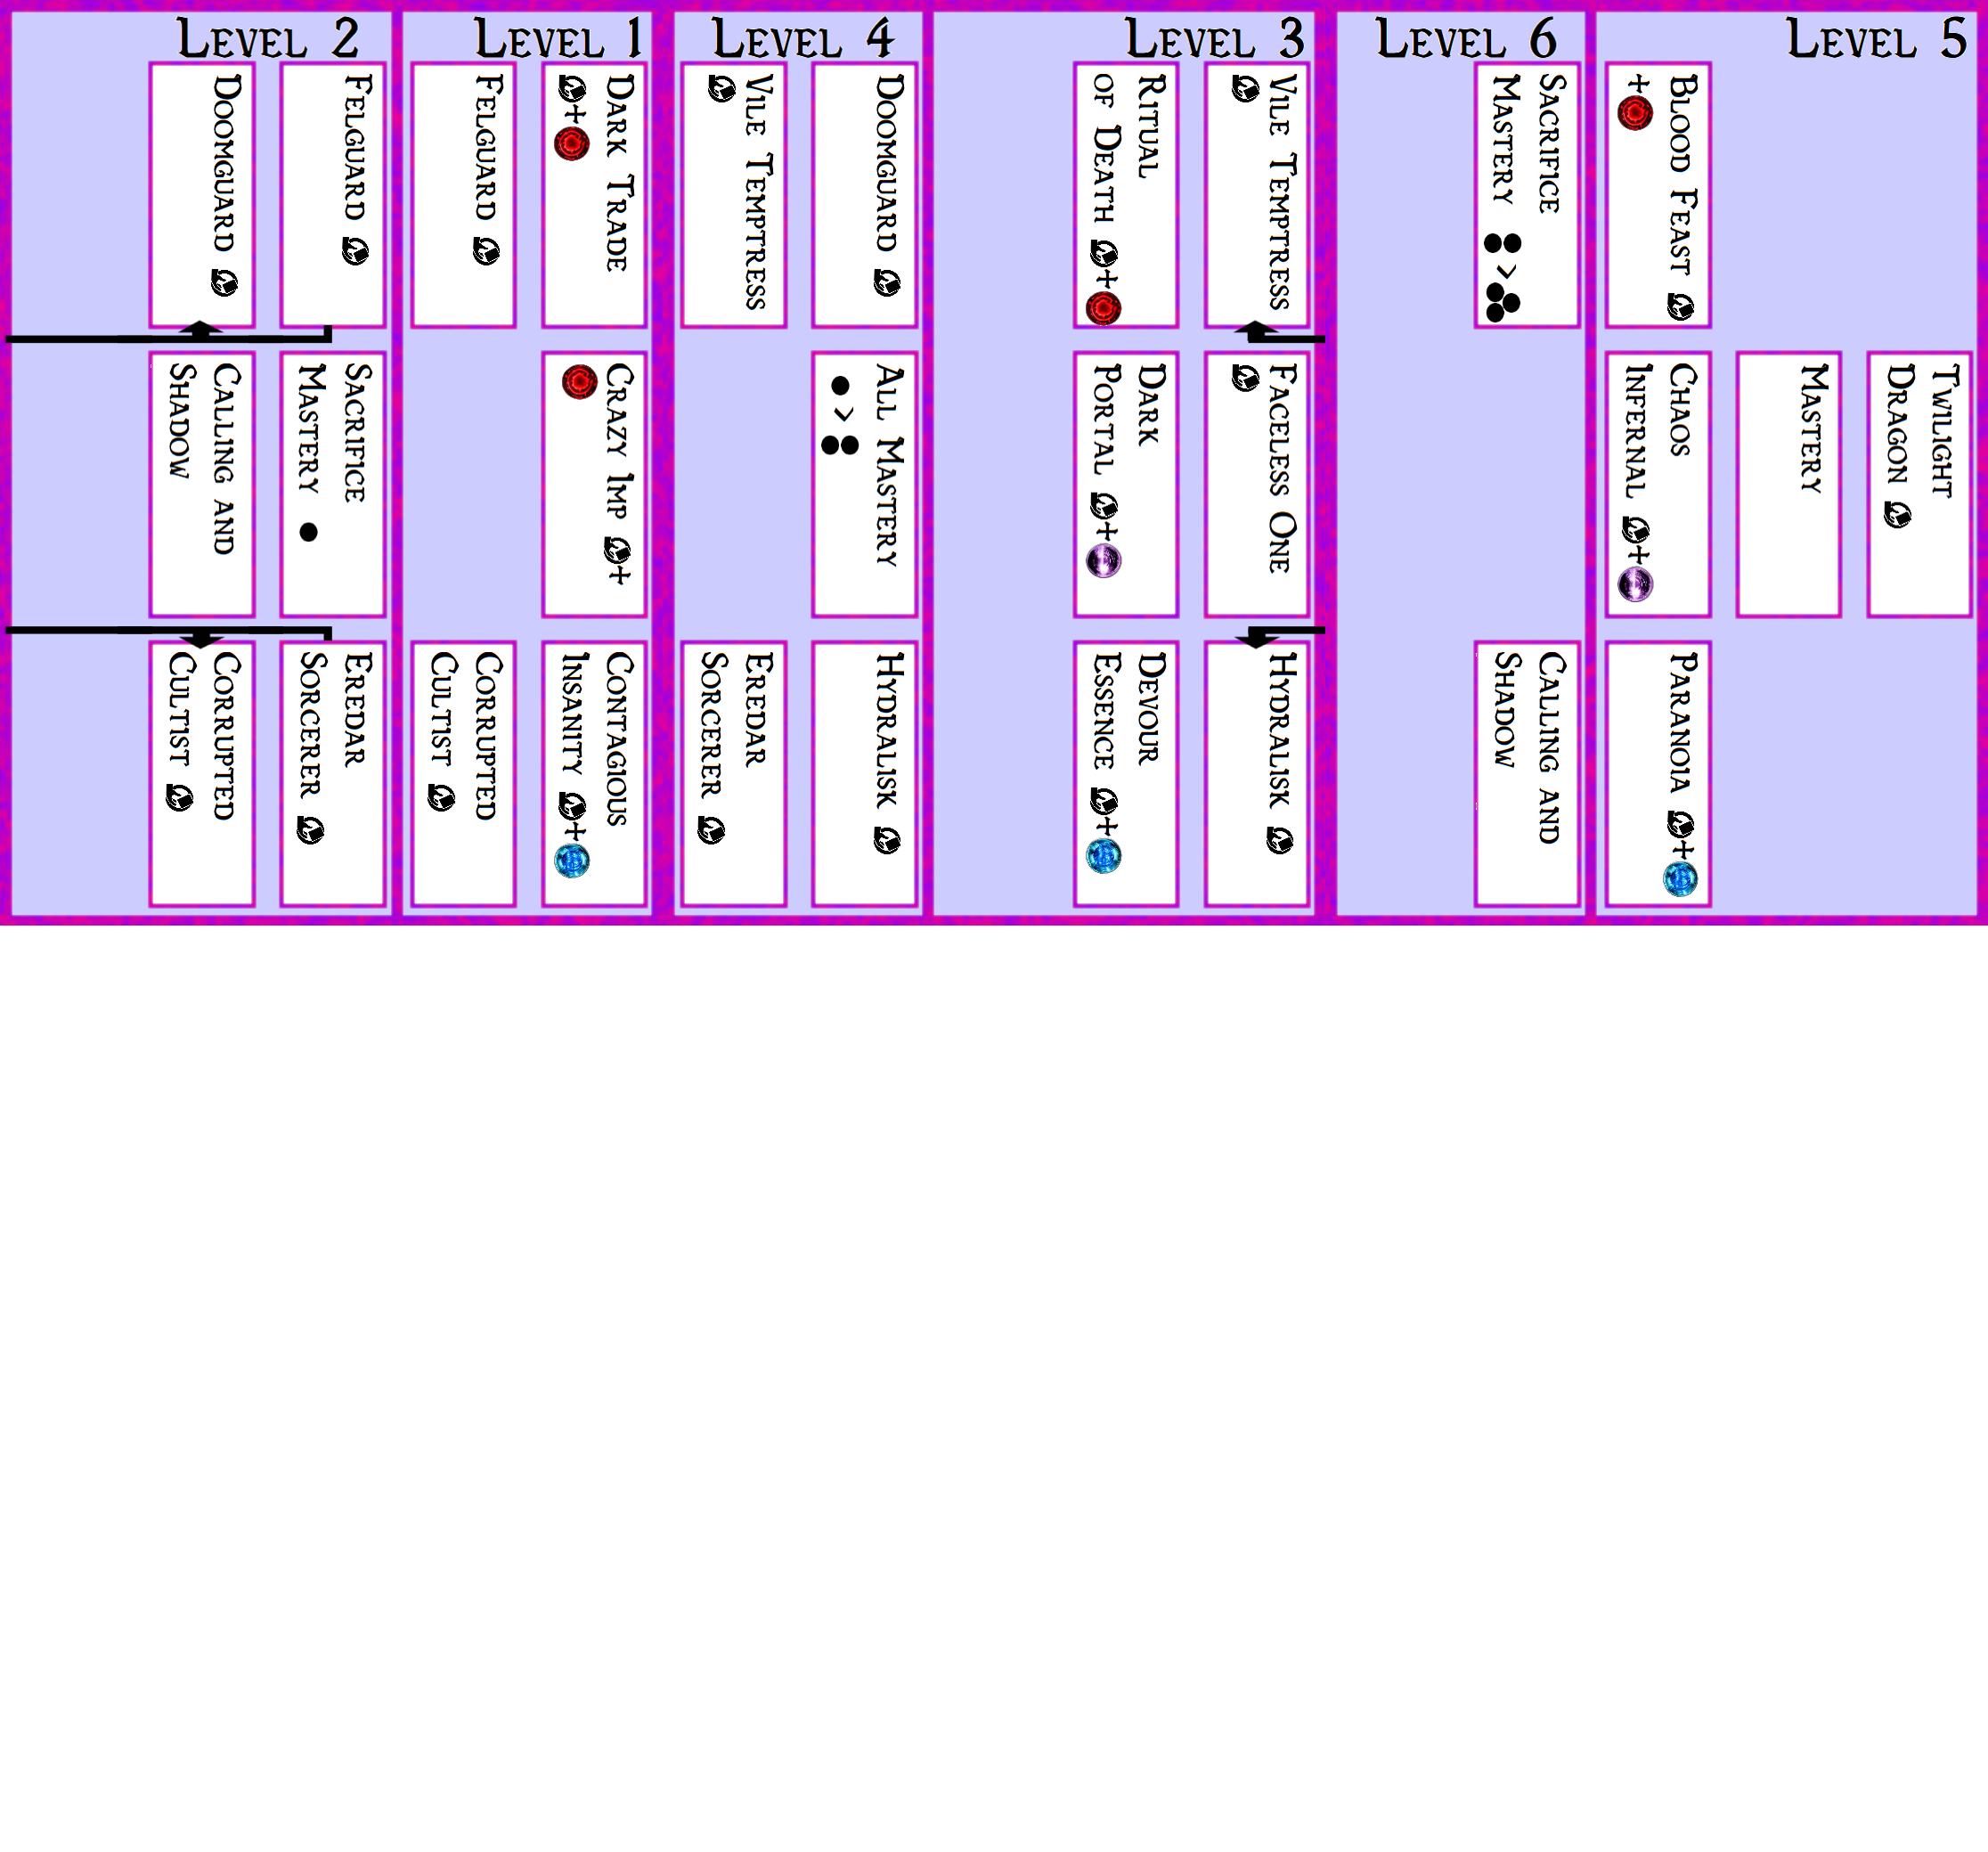 Level 2
Felguard
Doomguard
Sacrifice
Mastery
Calling and
Shadow
Eredar
Sorcerer
Corrupted
Cultist
Level 1
Dark Trade
+
Felguard
Crazy Imp +
Contagious
Insanity +
Corrupted
Cultist
Level 4
Doomguard
Vile Temptress
All Mastery
>
Hydralisk
Eredar
Sorcerer
Level 3
Vile Temptress
Ritual
of Death +
Faceless One
Dark
Portal +
Hydralisk
Devour
Essence +
Level 6
Sacrifice
Mastery >
Calling and
Shadow
Level 5
Blood Feast
+
Twilight
Dragon
Mastery
Chaos
Infernal +
Paranoia +